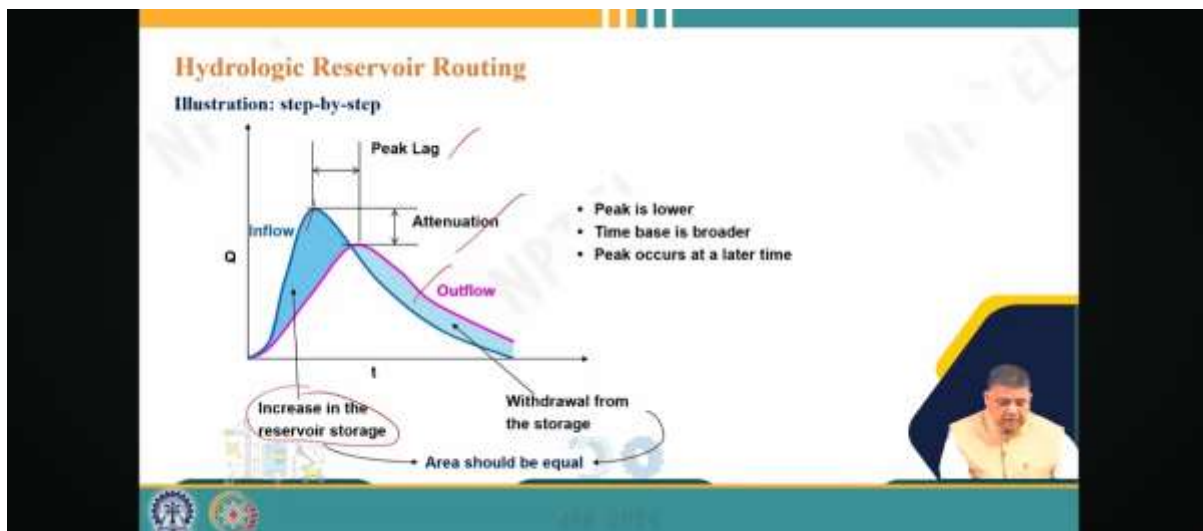 Hydrologic Reservoir Routing
Illustration: step-by-step
Peak Lag
Attenuation
Inflow
Q
Outflow
t
• Peak is lower
• Time base is broader
• Peak occurs at a later time
Increase in the
reservoir storage
Withdrawal from
the storage
Area should be equal
NPTEL